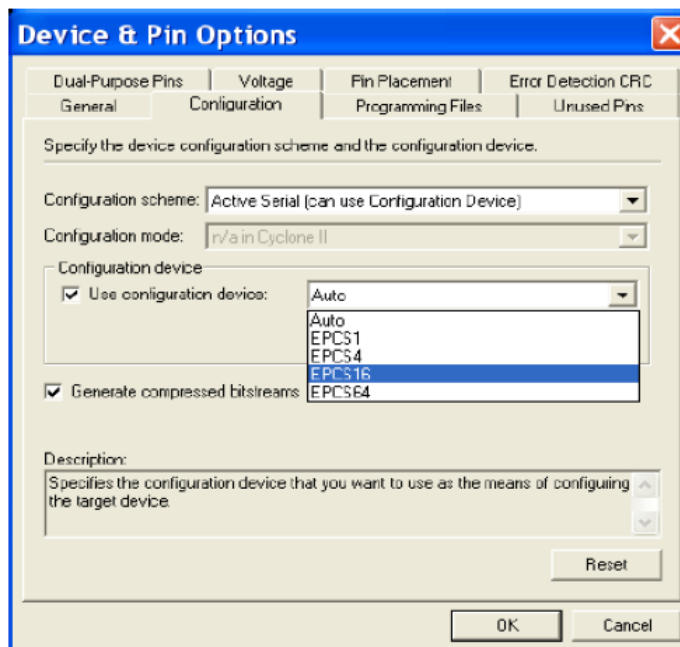 Device & Pin Options
Dual-Purpose Pins Voltage Pin Placement Error Detection CRC
General Configuration Programming Files Unused Pins
Specify the device configuration scheme and the configuration device.
Configuration scheme: Active Serial (can use Configuration Device)
Configuration mode: n/a in Cyclone II
Configuration device
Use configuration device: Auto
Auto
EPCS1
EPCS4
EPCS16
Generate compressed bitstreams EPCS64
Description:
Specifies the configuration device that you want to use as the means of configuring
the target device.
Reset
OK Cancel